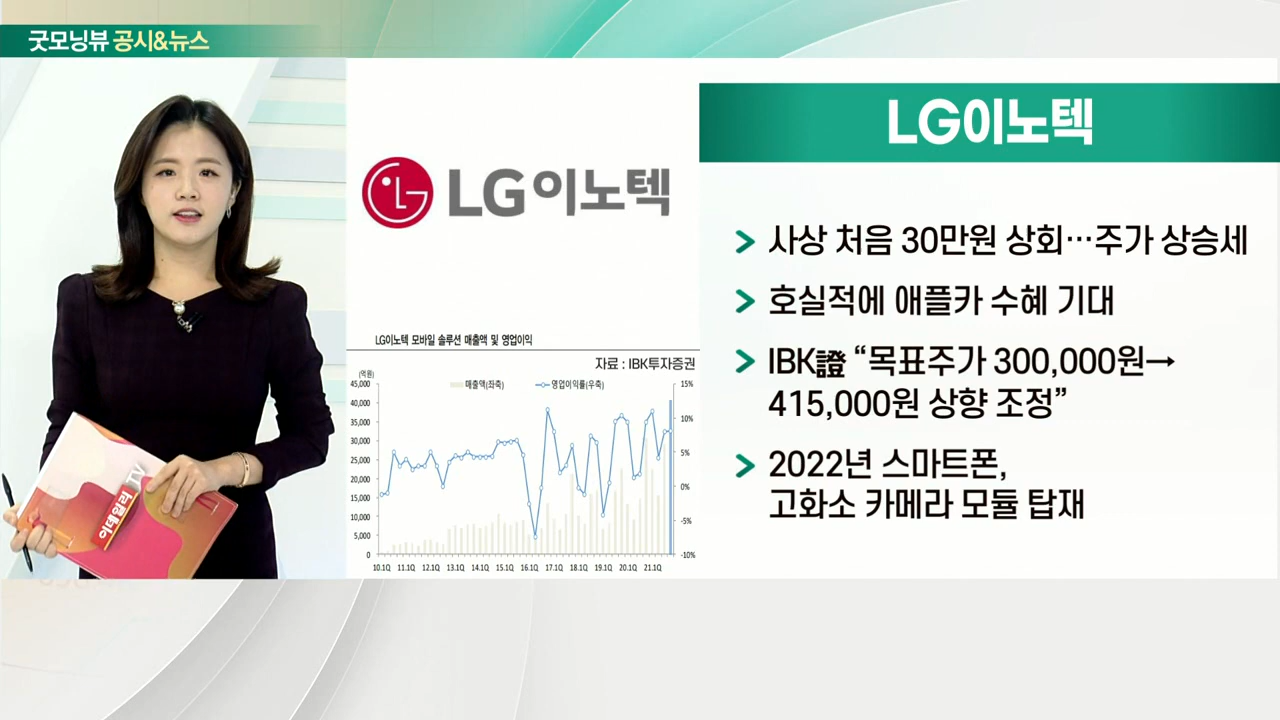 굿모닝뷰 공시&뉴스
LG이노텍
LG이노텍
사상 처음 30만원 상회…주가 상승세
호실적에 애플카 수혜 기대
IBK證 “목표주가 300,000원→
415,000원 상향 조정”
2022년 스마트폰,
고화소 카메라 모듈 탑재
LG이노텍 모바일 솔루션 매출액 및 영업이익
자료 : IBK투자증권
(억원)
매출액(좌축) 영업이익률(우축)
45,000
40,000
35,000
30,000
25,000
20,000
15,000
10,000
5,000
0
15%
10%
5%
0%
-5%
-10%
10.1Q 11.1Q 12.1Q 13.1Q 14.1Q 15.1Q 16.1Q 17.1Q 18.1Q 19.1Q 20.1Q 21.1Q
이데일리 TV